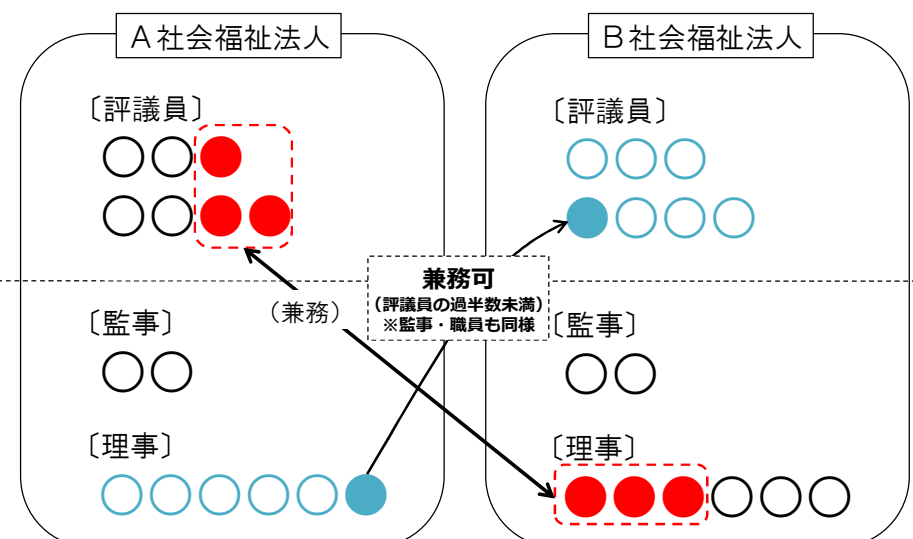 A社会福祉法人
〔評議員〕
〔監事〕
〔理事〕
B社会福祉法人
〔評議員〕
〔監事〕
〔理事〕
(兼務)
兼務可
(評議員の過半数未満)
※監事・職員も同様